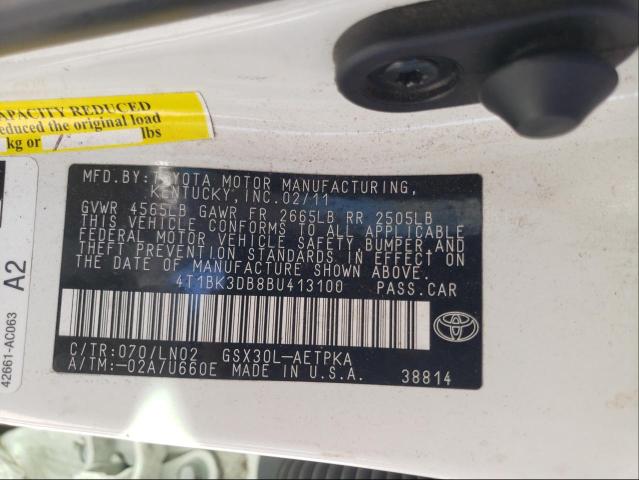 CAPACITY REDUCED
educed the original load
kg or lbs
MFD.BY:TOYOTA MOTOR MANUFACTURING,
KENTUCKY, INC.02/11
GVWR 4565LB GAWR FR 2665LB RR 2505LB
THIS VEHICLE CONFORMS TO ALL APPLICABLE
FEDERAL MOTOR VEHICLE SAFETY BUMPER AND
THEFT PREVENTION STANDARDS IN EFFECT ON
THE DATE OF MANUFACTURE SHOWN ABOVE.
4T1BK3DB8BU413100 PASS.CAR
C/TR:070/LN02 GSX30L-AETPKA
A/TM:-02A/U660E MADE IN U.S.A.
38814
TOYOTA
A2
42661-AC063